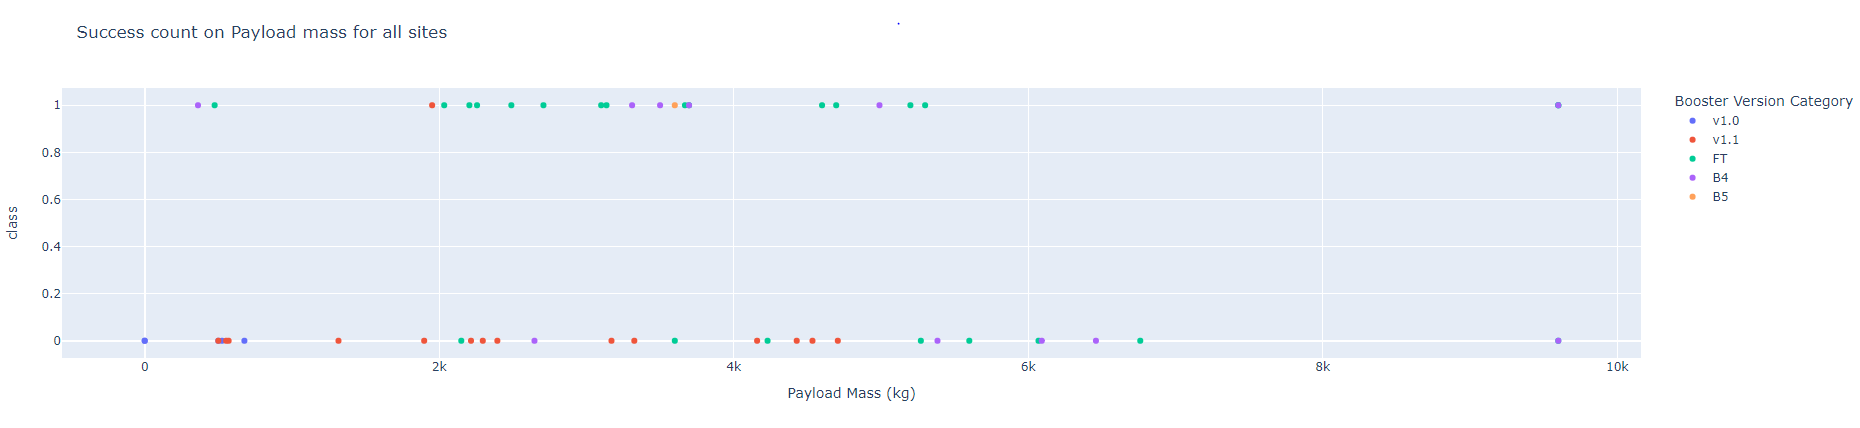 Success count on Payload mass for all sites
1
0.8
0.6
0.4
0.2
0
class
0 2k 4k 6k 8k 10k
Payload Mass (kg)
Booster Version Category
v1.0
v1.1
FT
B4
B5